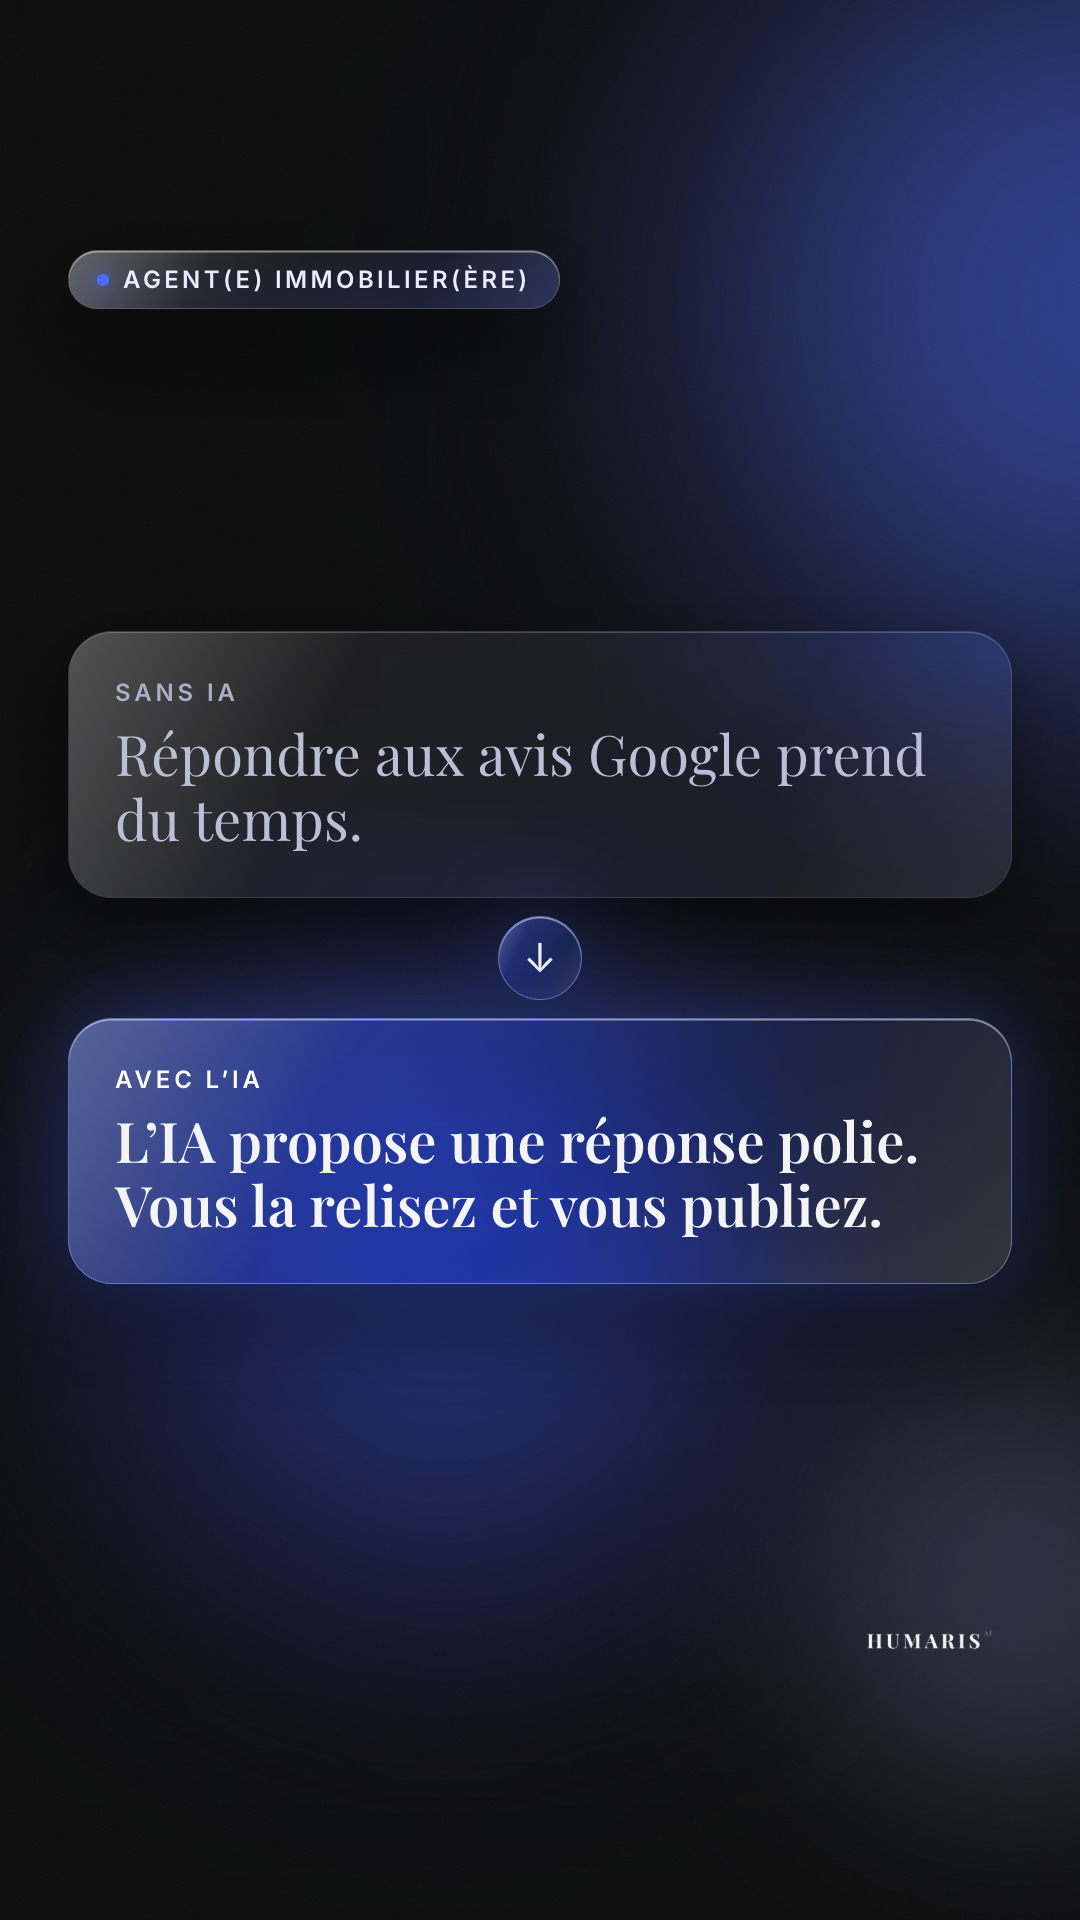 AGENT(E) IMMOBILIER(ÈRE)
SANS IA
Répondre aux avis Google prend
du temps.
AVEC L’IA
L’IA propose une réponse polie.
Vous la relisez et vous publiez.
HUMARIS AI